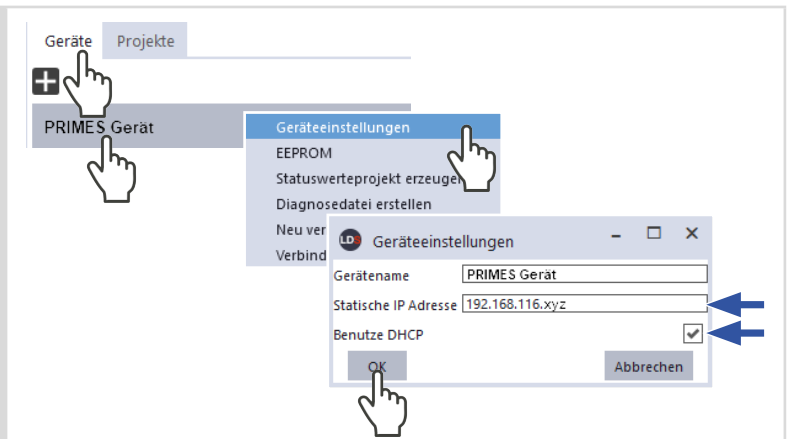 Geräte Projekte
PRIMES Gerät
Geräteeinstellungen
EEPROM
Statuswerteprojekt erzeugen
Diagnosedatei erstellen
Neu ver
Verbind
LDS Geräteeinstellungen
Gerätename PRIMES Gerät
Statische IP Adresse 192.168.116.xyz
Benutze DHCP
OK Abbrechen